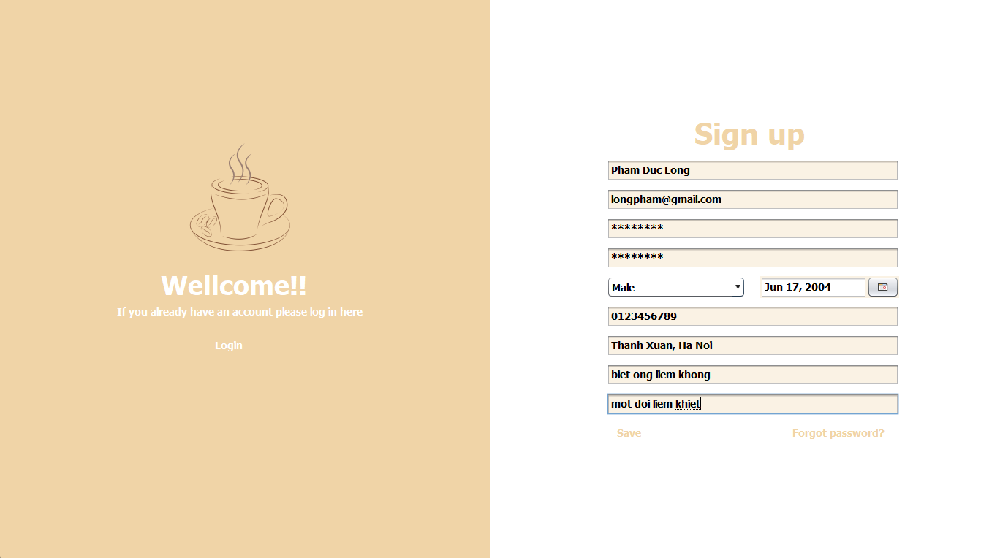 Wellcome!!
If you already have an account please log in here
Login
Sign up
Pham Duc Long
longpham@gmail.com
********
********
Male
Jun 17, 2004
0123456789
Thanh Xuan, Ha Noi
biet ong liem khong
mot doi liem khiet
Save
Forgot password?